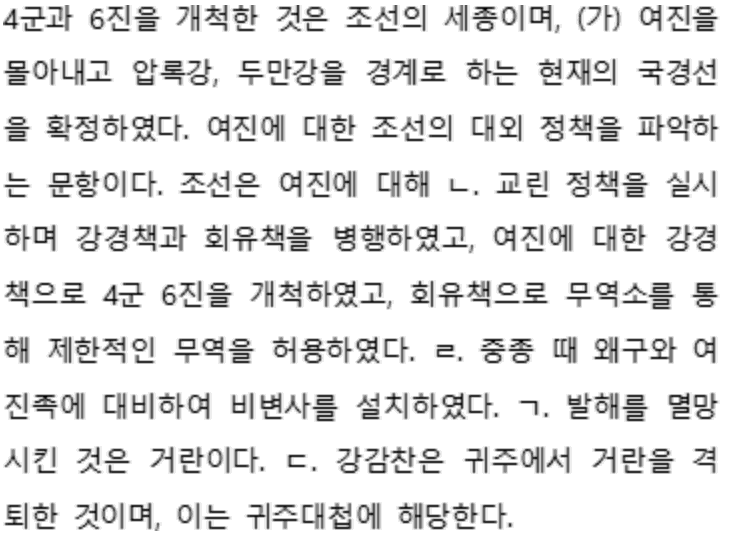 4군과 6진을 개척한 것은 조선의 세종이며, (가) 여진을
몰아내고 압록강, 두만강을 경계로 하는 현재의 국경선
을 확정하였다. 여진에 대한 조선의 대외 정책을 파악하
는 문항이다. 조선은 여진에 대해 ㄴ. 교린 정책을 실시
하며 강경책과 회유책을 병행하였고, 여진에 대한 강경
책으로 4군 6진을 개척하였고, 회유책으로 무역소를 통
해 제한적인 무역을 허용하였다. ㄹ. 중종 때 왜구와 여
진족에 대비하여 비변사를 설치하였다. ㄱ. 발해를 멸망
시킨 것은 거란이다. ㄷ. 강감찬은 귀주에서 거란을 격
퇴한 것이며, 이는 귀주대첩에 해당한다.